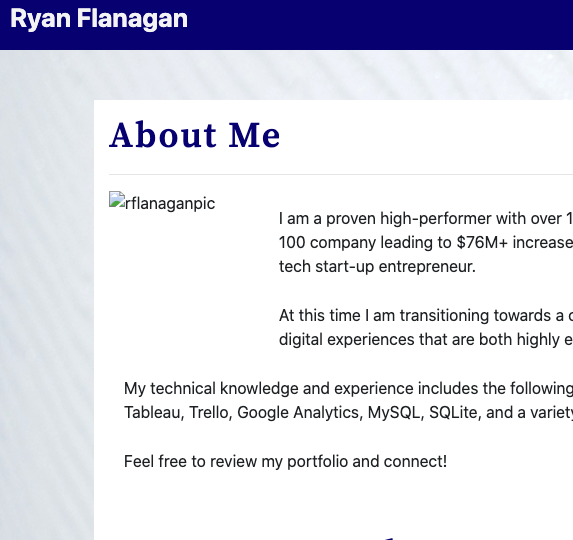 Ryan Flanagan
About Me
rflanaganpic
I am a proven high-performer with over 1
100 company leading to $76M+ increase
tech start-up entrepreneur.
At this time I am transitioning towards a
digital experiences that are both highly
My technical knowledge and experience includes the following
Tableau, Trello, Google Analytics, MySQL, SQLite, and a variety
Feel free to review my portfolio and connect!